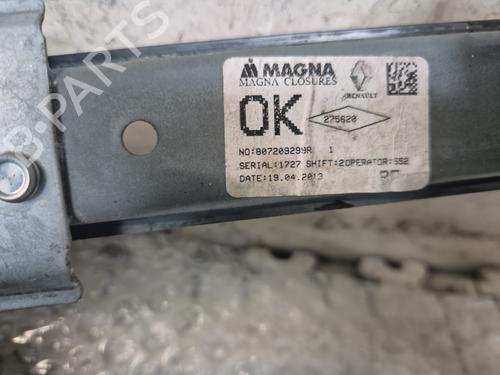 MAGNA
MAGNA CLOSURES
RENAULT
OK
275620
NO:807209299R 1
SERIAL:1727 SHIFT:2OPERATOR:552
DATE:19.04.2013
B-PARTS